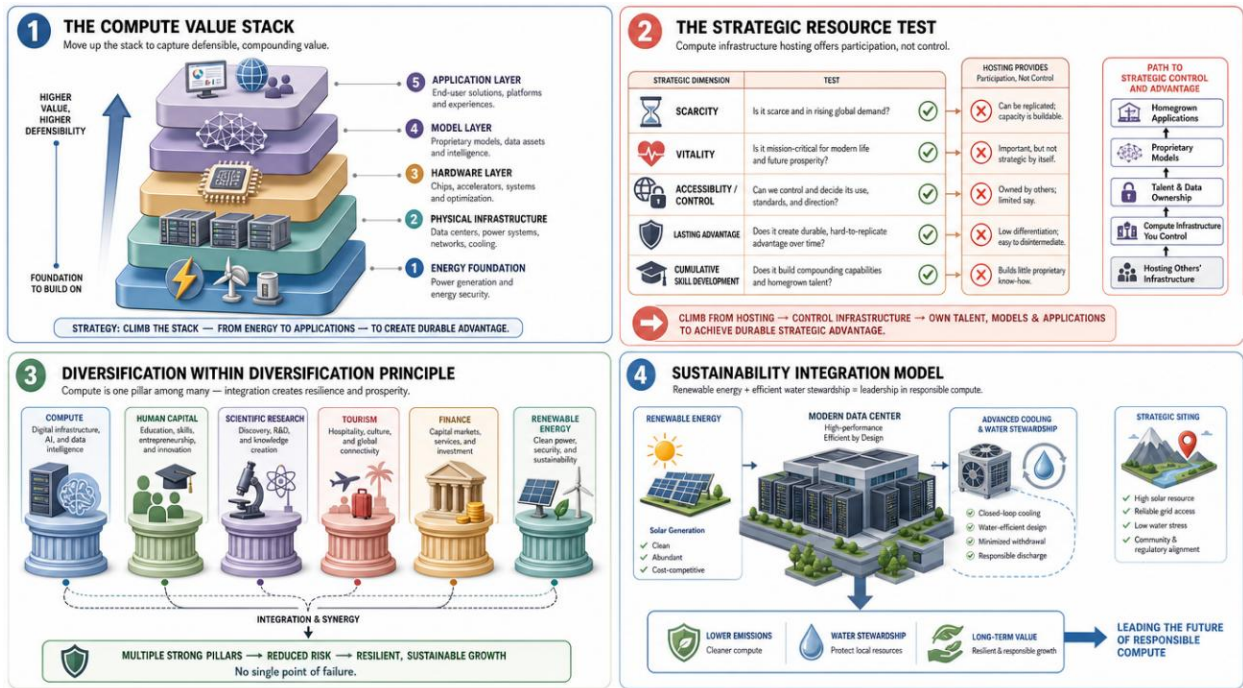 1
THE COMPUTE VALUE STACK
Move up the stack to capture defensible, compounding value.
HIGHER
VALUE,
HIGHER
DEFENSIBILITY
FOUNDATION
TO BUILD ON
5 APPLICATION LAYER
End-user solutions, platforms
and experiences.
4 MODEL LAYER
Proprietary models, data assets
and intelligence.
3 HARDWARE LAYER
Chips, accelerators, systems
and optimization.
2 PHYSICAL INFRASTRUCTURE
Data centers, power systems,
networks, cooling.
1 ENERGY FOUNDATION
Power generation and
energy security.
STRATEGY: CLIMB THE STACK — FROM ENERGY TO APPLICATIONS — TO CREATE DURABLE ADVANTAGE.
2
THE STRATEGIC RESOURCE TEST
Compute infrastructure hosting offers participation, not control.
STRATEGIC DIMENSION
TEST
HOSTING PROVIDES
Participation, Not Control
SCARCITY
Is it scarce and in rising global demand?
Can be replicated;
capacity is buildable.
VITALITY
Is it mission-critical for modern life
and future prosperity?
Important, but not
strategic by itself.
ACCESSIBLITY /
CONTROL
Can we control and decide its use,
standards, and direction?
Owned by others;
limited say.
LASTING ADVANTAGE
Does it create durable, hard-to-replicate
advantage over time?
Low differentiation;
easy to disintermediate.
CUMULATIVE
SKILL DEVELOPMENT
Does it build compounding capabilities
and homegrown talent?
Builds little proprietary
know-how.
PATH TO
STRATEGIC CONTROL
AND ADVANTAGE
Homegrown
Applications
Proprietary
Models
Talent & Data
Ownership
Compute Infrastructure
You Control
Hosting Others'
Infrastructure
CLIMB FROM HOSTING → CONTROL INFRASTRUCTURE → OWN TALENT, MODELS & APPLICATIONS
TO ACHIEVE DURABLE STRATEGIC ADVANTAGE.
3
DIVERSIFICATION WITHIN DIVERSIFICATION PRINCIPLE
Compute is one pillar among many — integration creates resilience and prosperity.
COMPUTE
Digital infrastructure,
AI, and data
intelligence
HUMAN CAPITAL
Education, skills,
entrepreneurship,
and innovation
SCIENTIFIC RESEARCH
Discovery, R&D,
and knowledge
creation
TOURISM
Hospitality, culture,
and global
connectivity
FINANCE
Capital markets,
services, and
investment
RENEWABLE
ENERGY
Clean power,
security, and
sustainability
INTEGRATION & SYNERGY
MULTIPLE STRONG PILLARS → REDUCED RISK → RESILIENT, SUSTAINABLE GROWTH
No single point of failure.
4
SUSTAINABILITY INTEGRATION MODEL
Renewable energy + efficient water stewardship = leadership in responsible compute.
RENEWABLE ENERGY
Solar Generation
Clean
Abundant
Cost-competitive
MODERN DATA CENTER
High-performance
Efficient by Design
ADVANCED COOLING
& WATER STEWARDSHIP
Closed-loop cooling
Water-efficient design
Minimized withdrawal
Responsible discharge
STRATEGIC SITING
High solar resource
Reliable grid access
Low water stress
Community &
regulatory alignment
LOWER EMISSIONS
Cleaner compute
WATER STEWARDSHIP
Protect local resources
LONG-TERM VALUE
Resilient & responsible growth
LEADING THE FUTURE
OF RESPONSIBLE
COMPUTE